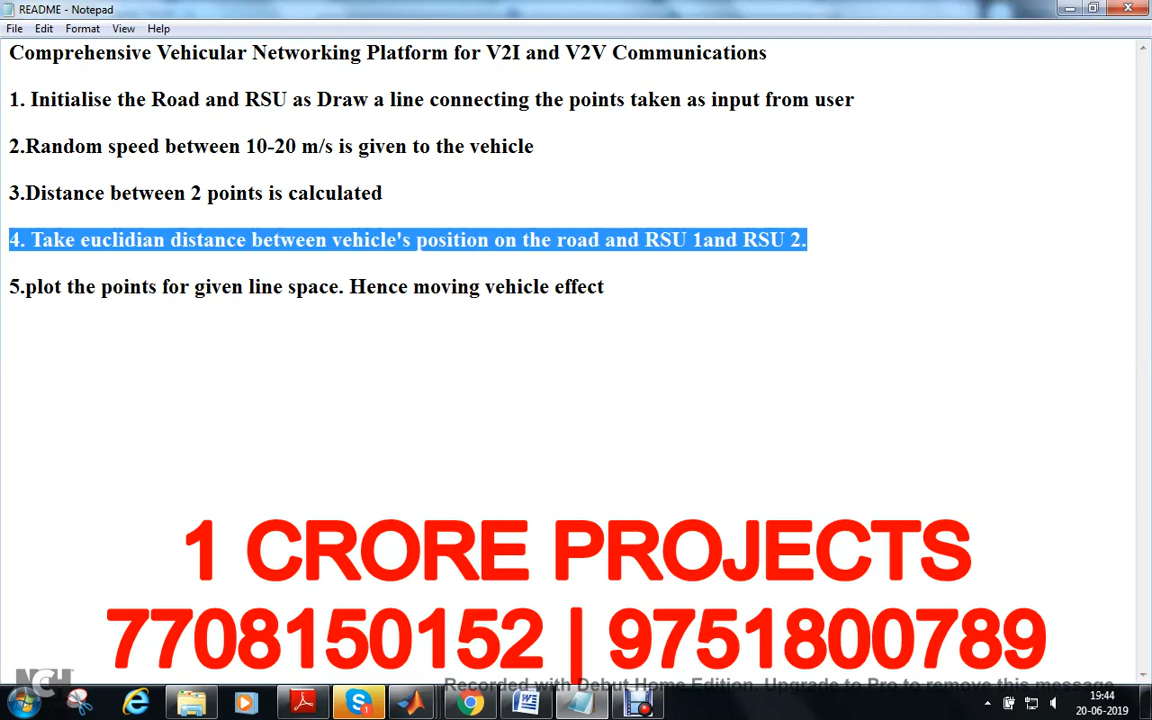 README - Notepad
File Edit Format View Help
Comprehensive Vehicular Networking Platform for V2I and V2V Communications
1. Initialise the Road and RSU as Draw a line connecting the points taken as input from user
2.Random speed between 10-20 m/s is given to the vehicle
3.Distance between 2 points is calculated
4. Take euclidian distance between vehicle's position on the road and RSU 1and RSU 2.
5.plot the points for given line space. Hence moving vehicle effect
1 CRORE PROJECTS
7708150152 | 9751800789
Recorded with Debut Home Edition. Upgrade to Pro to remove this message.
NCH
1
19:44
20-06-2019